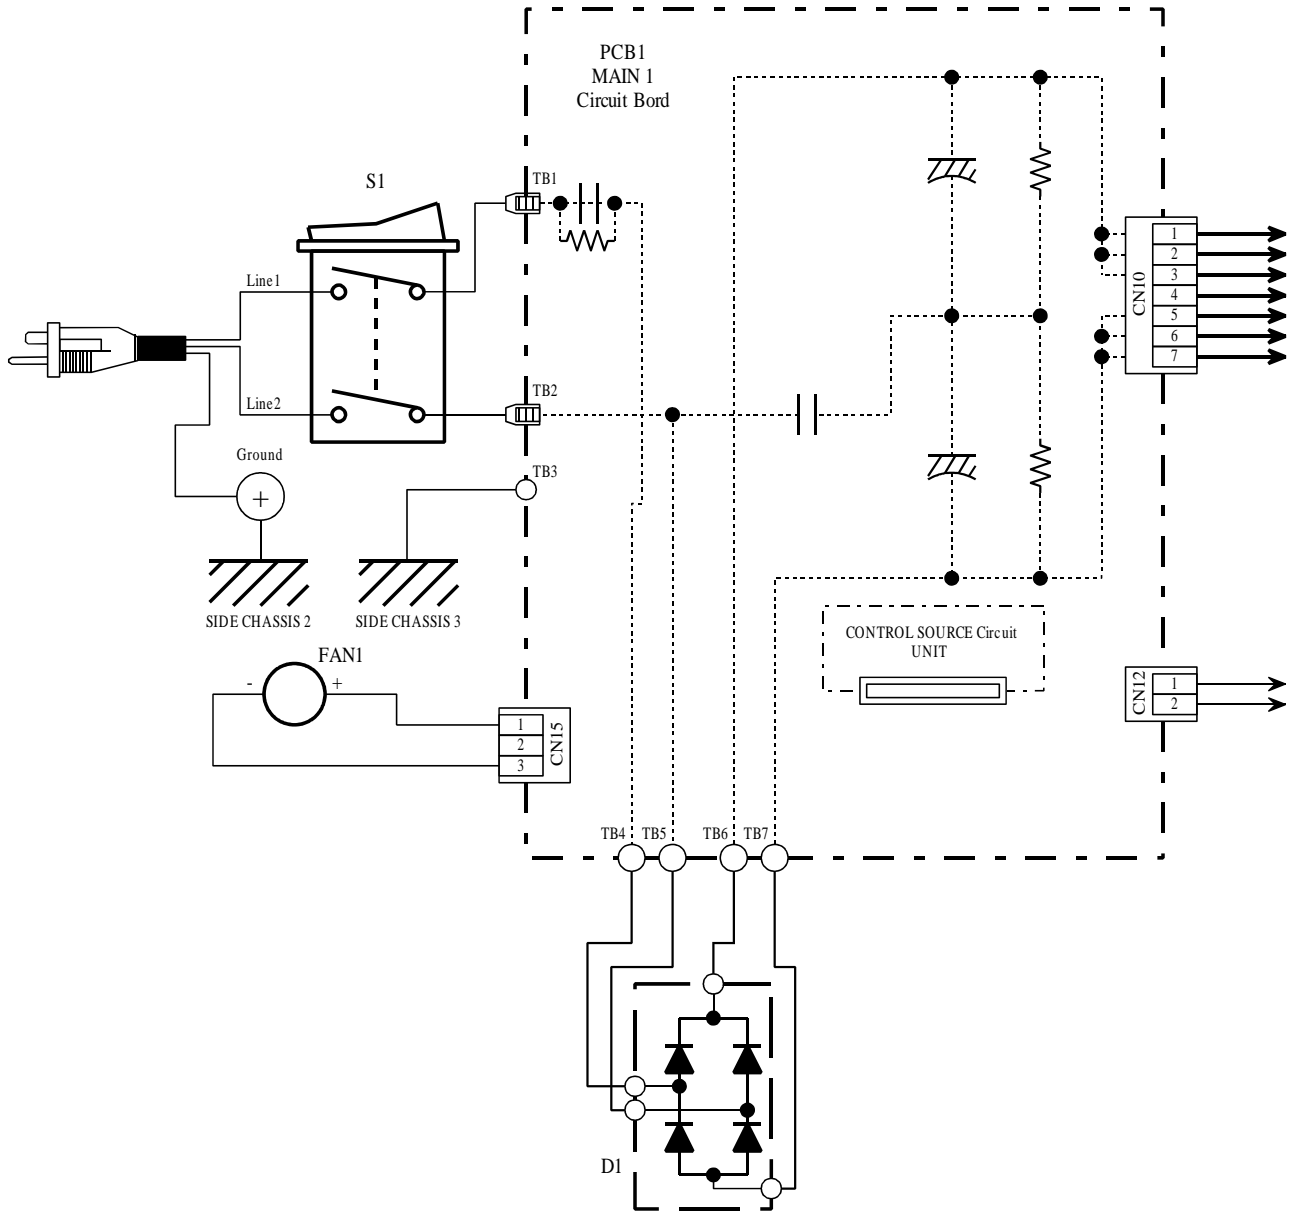 PCB1
MAIN 1
Circuit Bord
S1
TB1
Line1
Line2
TB2
TB3
Ground
+
SIDE CHASSIS 2
SIDE CHASSIS 3
FAN1
-
+
1
2
3
CN15
CN10
1
2
3
4
5
6
7
CONTROL SOURCE Circuit
UNIT
CN12
1
2
TB4
TB5
TB6
TB7
D1